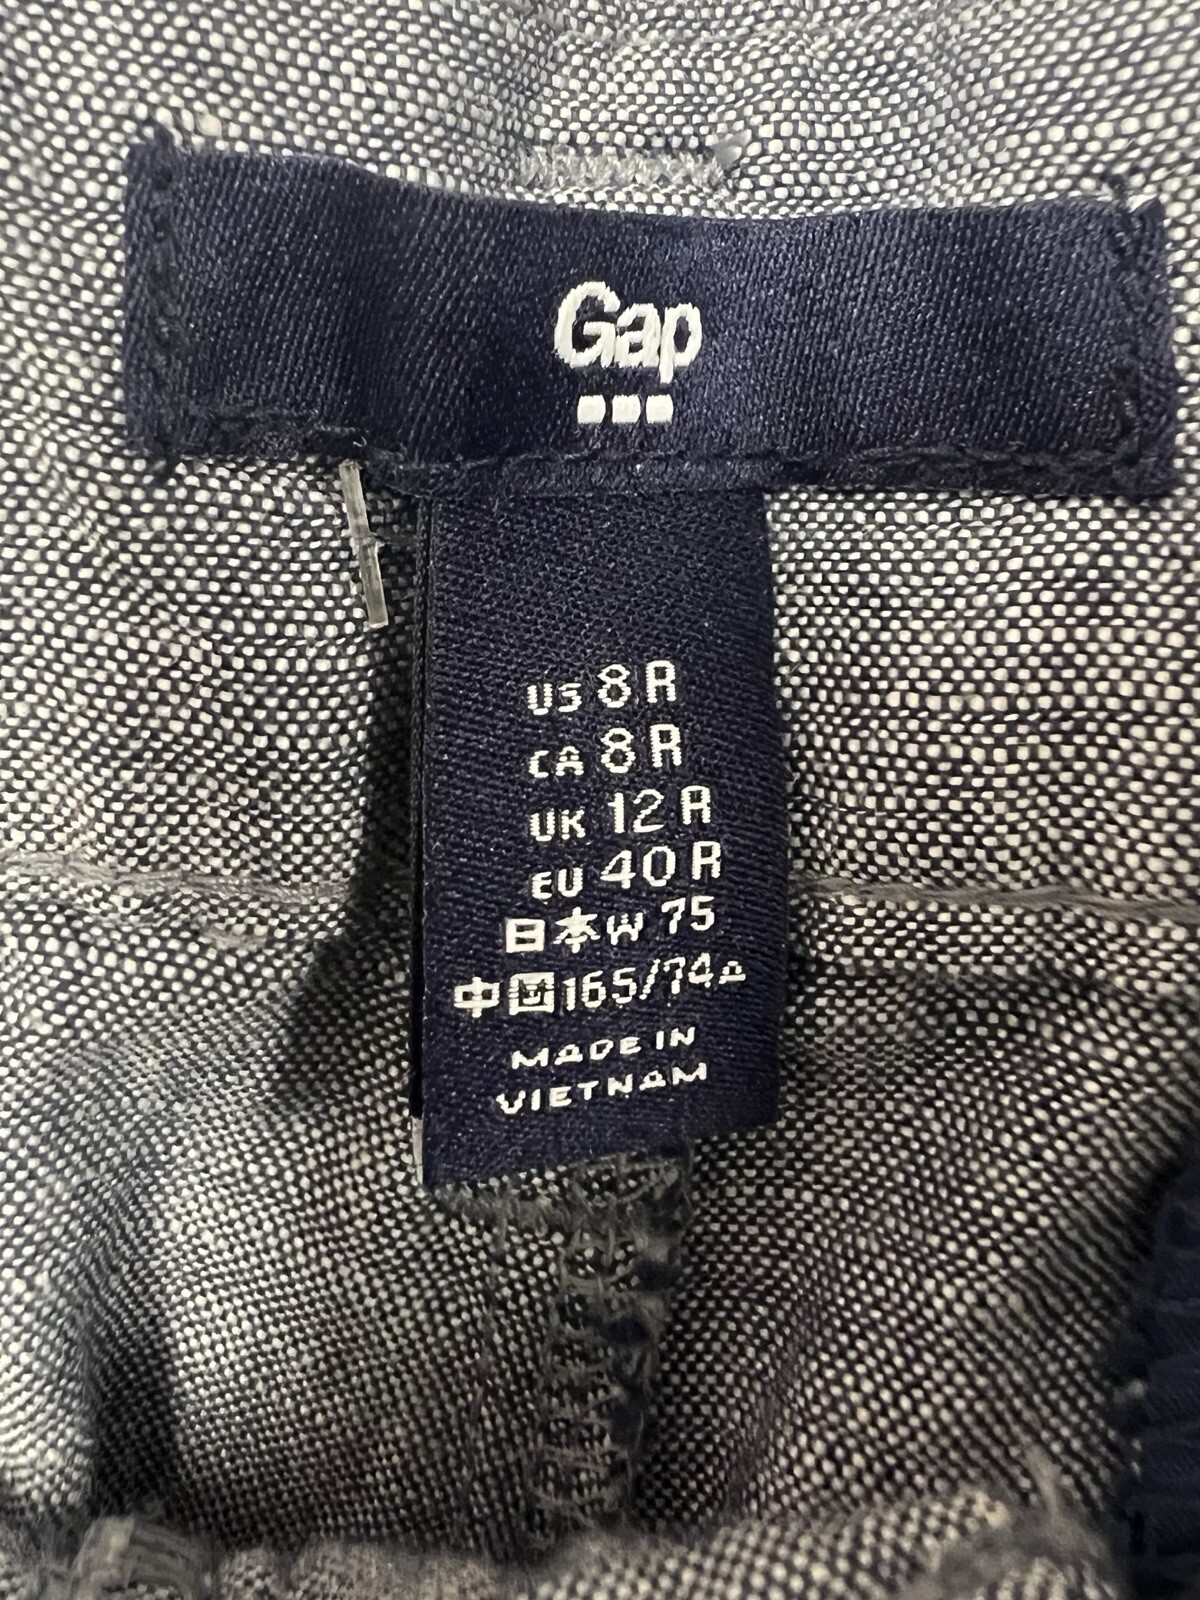 Gap
US 8 R
CA 8 R
UK 12 R
EU 40 R
日本 W 75
中国 165/74A
MADE IN
VIETNAM